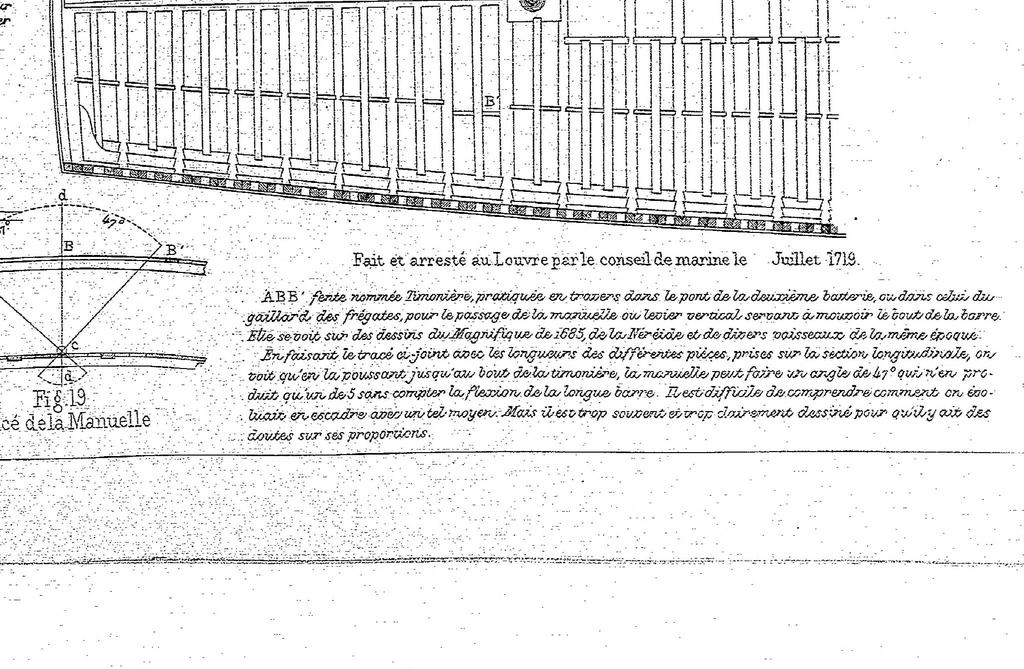 B
d
47º
B
B'
c
d
Fig.19
cé de la Manuelle
Fait et arresté au Louvre par le conseil de marine le Juillet 1719.
ABB' fente nommée Timonière, pratiquée en travers dans le pont de la deuxième batterie, ou dans celui du
gaillard des frégates, pour le passage de la manuelle ou levier vertical servant à mouvoir le bout de la barre.
Elle se voit sur des dessins du Magnifique de 1685, de la Néréide et de divers vaisseaux de la même époque.
En faisant le tracé ci-joint avec les longueurs des différentes pièces, prises sur la section longitudinale, on
voit qu'en la poussant jusqu'au bout de la timonière, la manuelle peut faire un angle de 47º qui n'en pro-
duit qu'un de 5 sans compter la flexion de la longue barre. Il est difficile de comprendre comment on évo-
luait en escadre avec un tel moyen. Mais il est trop souvent et trop clairement dessiné pour qu'il y ait des
doutes sur ses proportions.